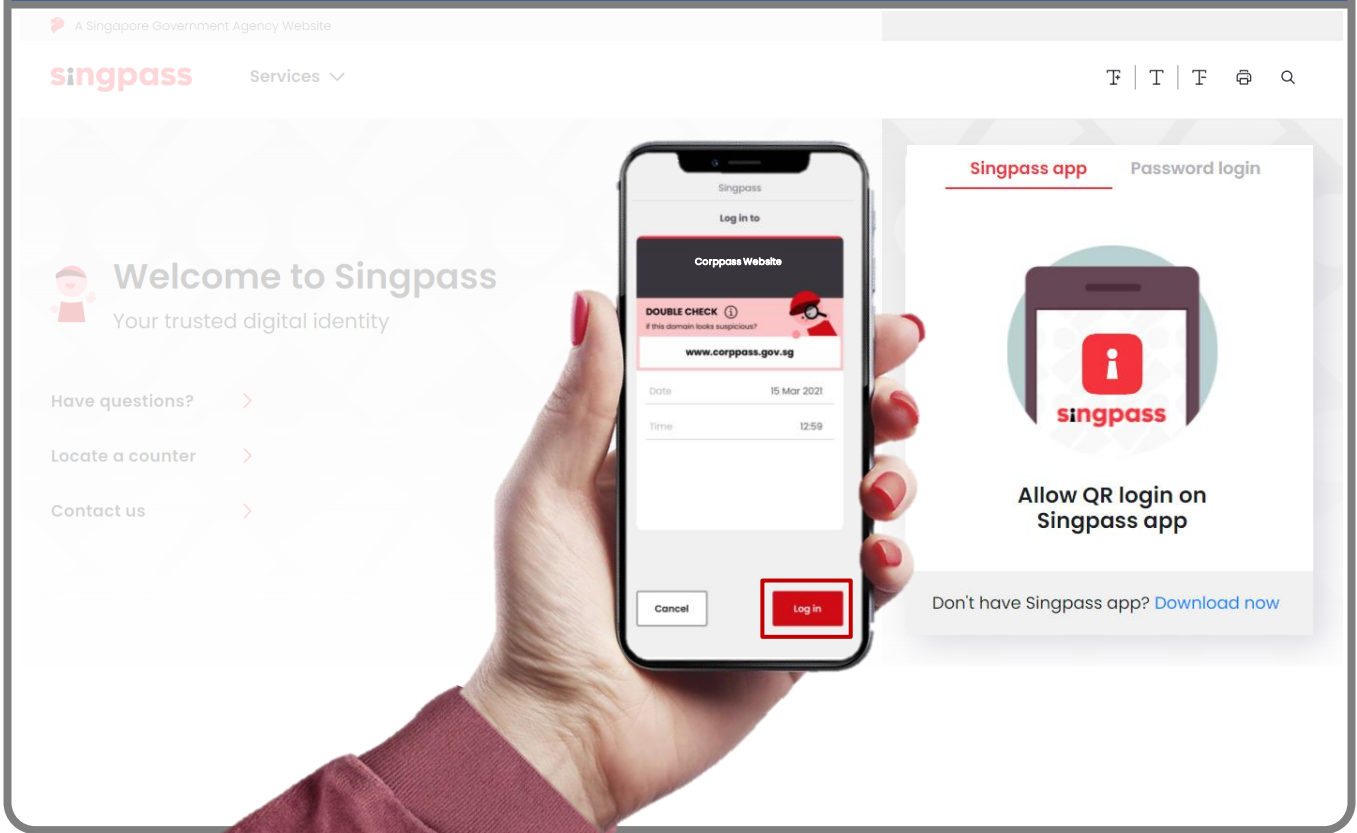 A Singapore Government Agency Website
singpass
Services
Welcome to Singpass
Your trusted digital identity
Have questions?
Locate a counter
Contact us
Singpass
Log in to
Corppass Website
DOUBLE CHECK
If this domain looks suspicious?
www.corppass.gov.sg
Date 15 Mar 2021
Time 12:59
Cancel Log in
Singpass app Password login
singpass
Allow QR login on
Singpass app
Don't have Singpass app? Download now